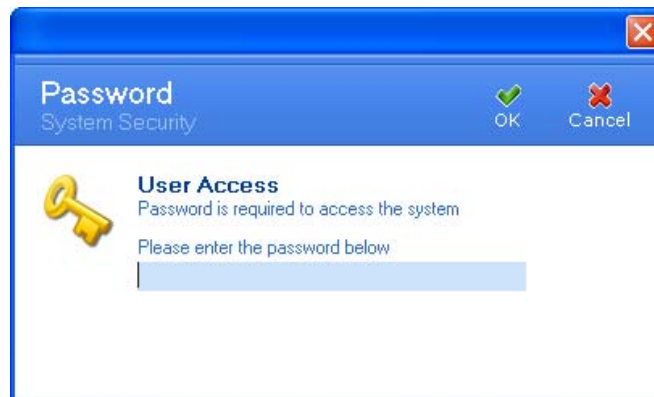 Password
System Security
OK Cancel
User Access
Password is required to access the system
Please enter the password below